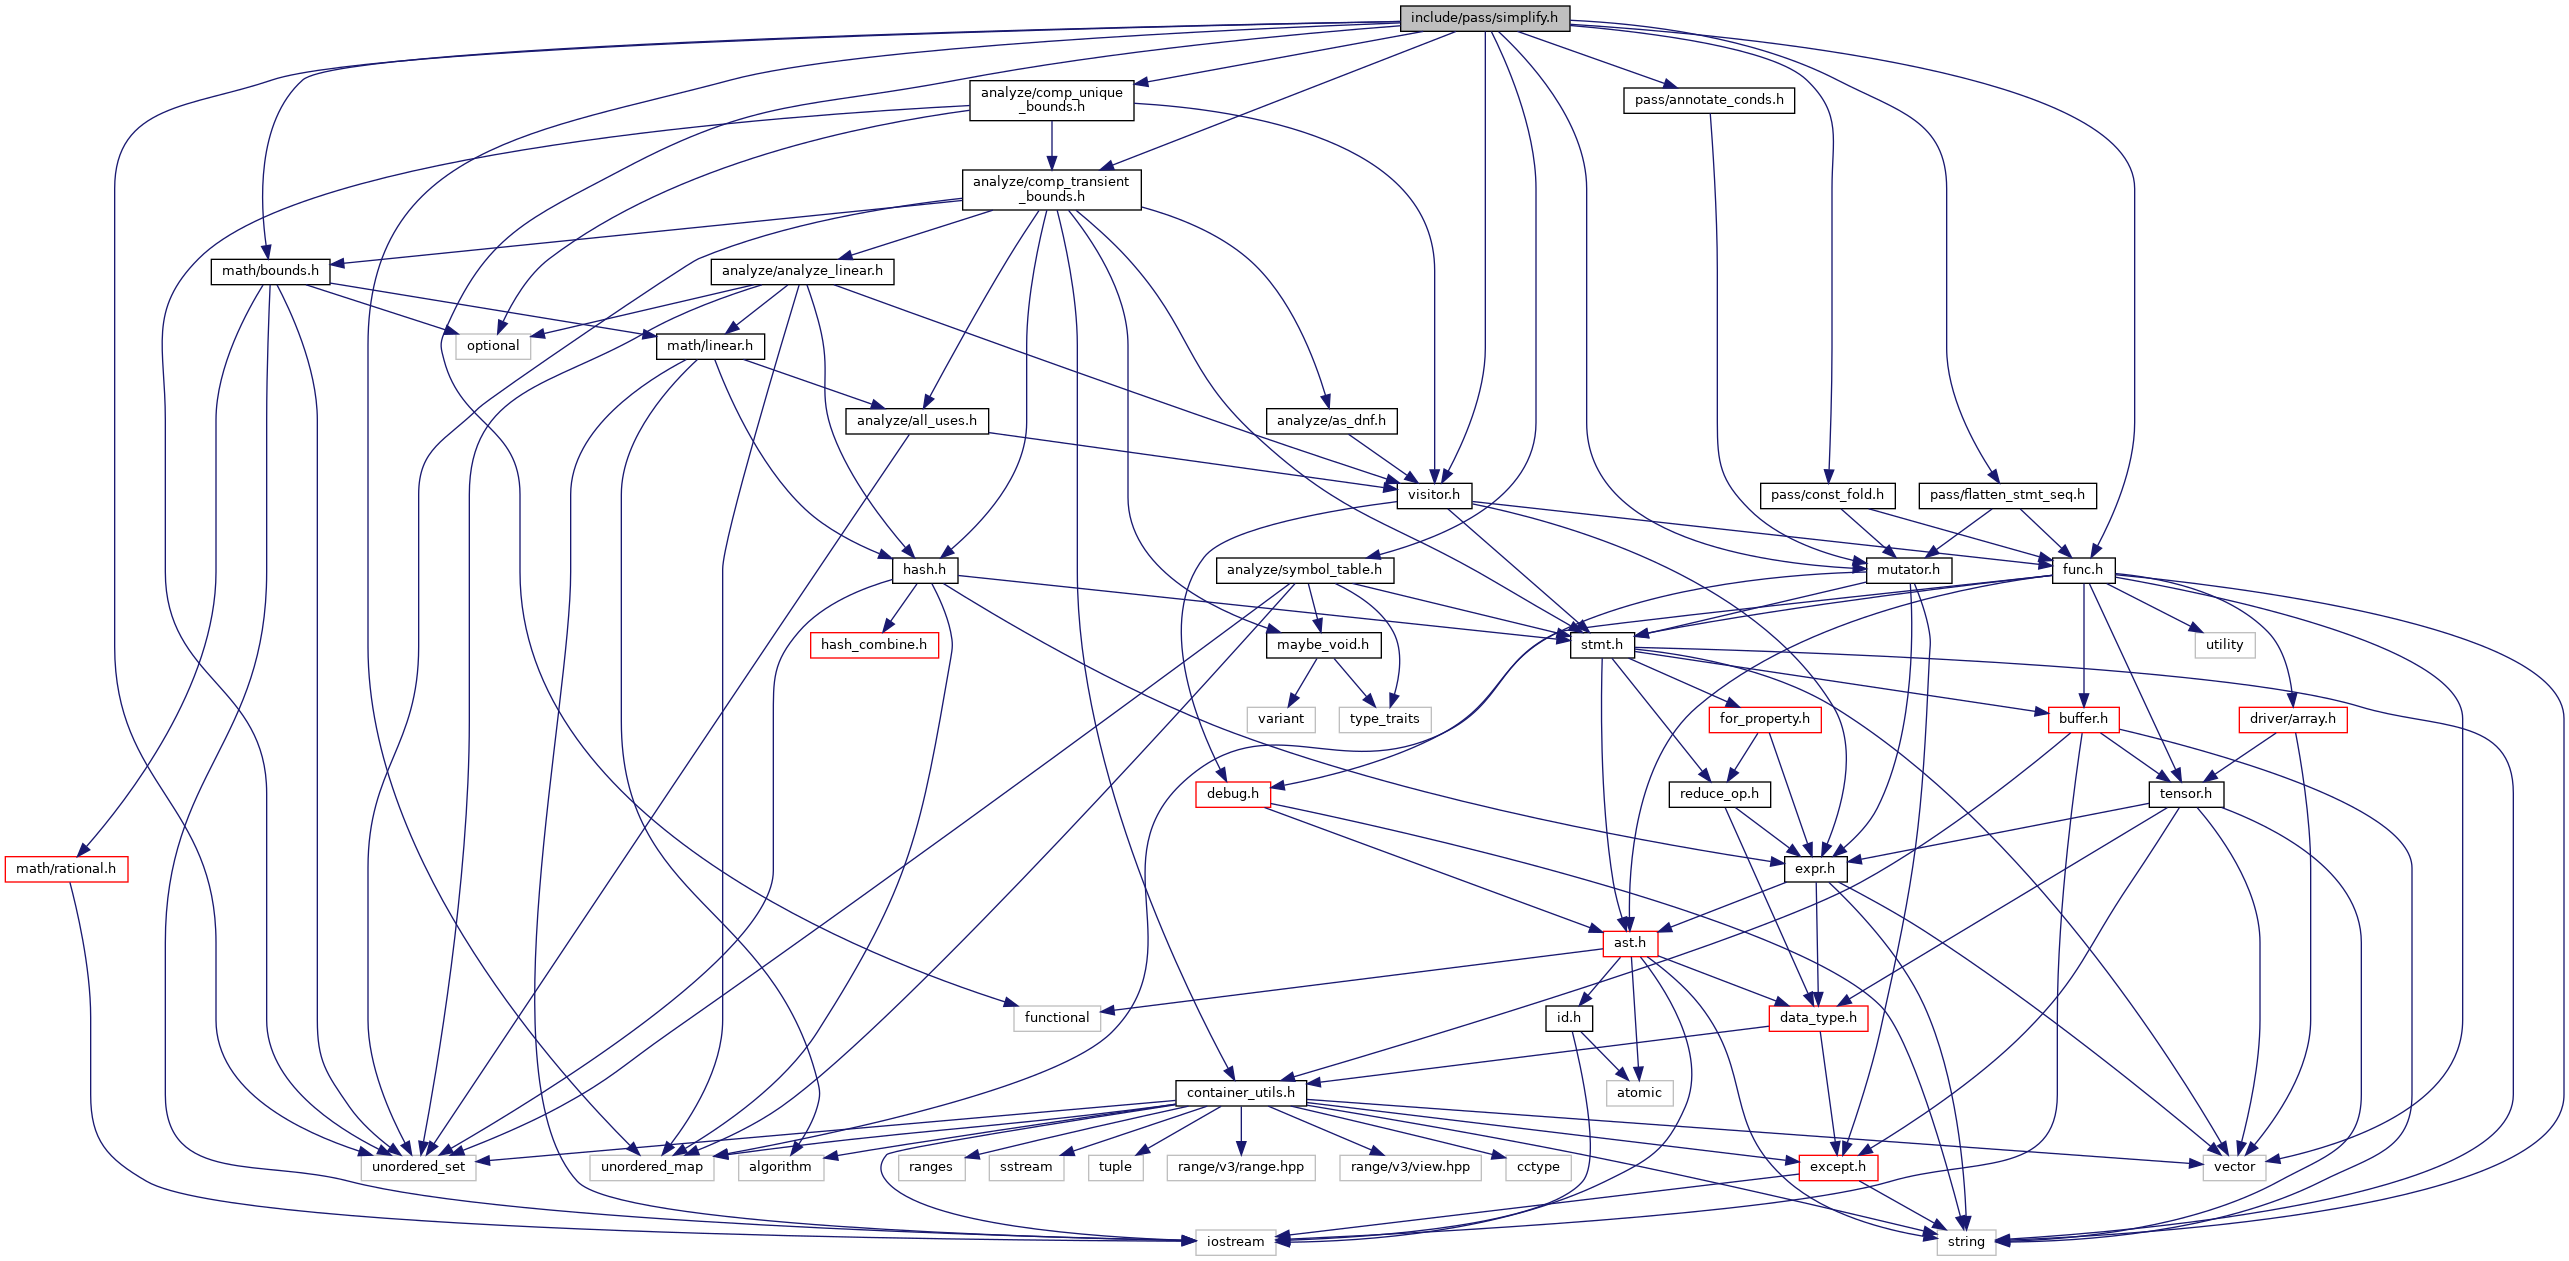 include/pass/simplify.h
analyze/comp_unique
_bounds.h
pass/annotate_conds.h
analyze/comp_transient
_bounds.h
math/bounds.h
analyze/analyze_linear.h
optional
math/linear.h
analyze/all_uses.h
analyze/as_dnf.h
visitor.h
pass/const_fold.h
pass/flatten_stmt_seq.h
hash.h
analyze/symbol_table.h
mutator.h
func.h
hash_combine.h
maybe_void.h
stmt.h
utility
variant
type_traits
for_property.h
buffer.h
driver/array.h
debug.h
reduce_op.h
tensor.h
math/rational.h
expr.h
ast.h
functional
id.h
data_type.h
container_utils.h
atomic
unordered_set
unordered_map
algorithm
ranges
sstream
tuple
range/v3/range.hpp
range/v3/view.hpp
cctype
except.h
vector
iostream
string